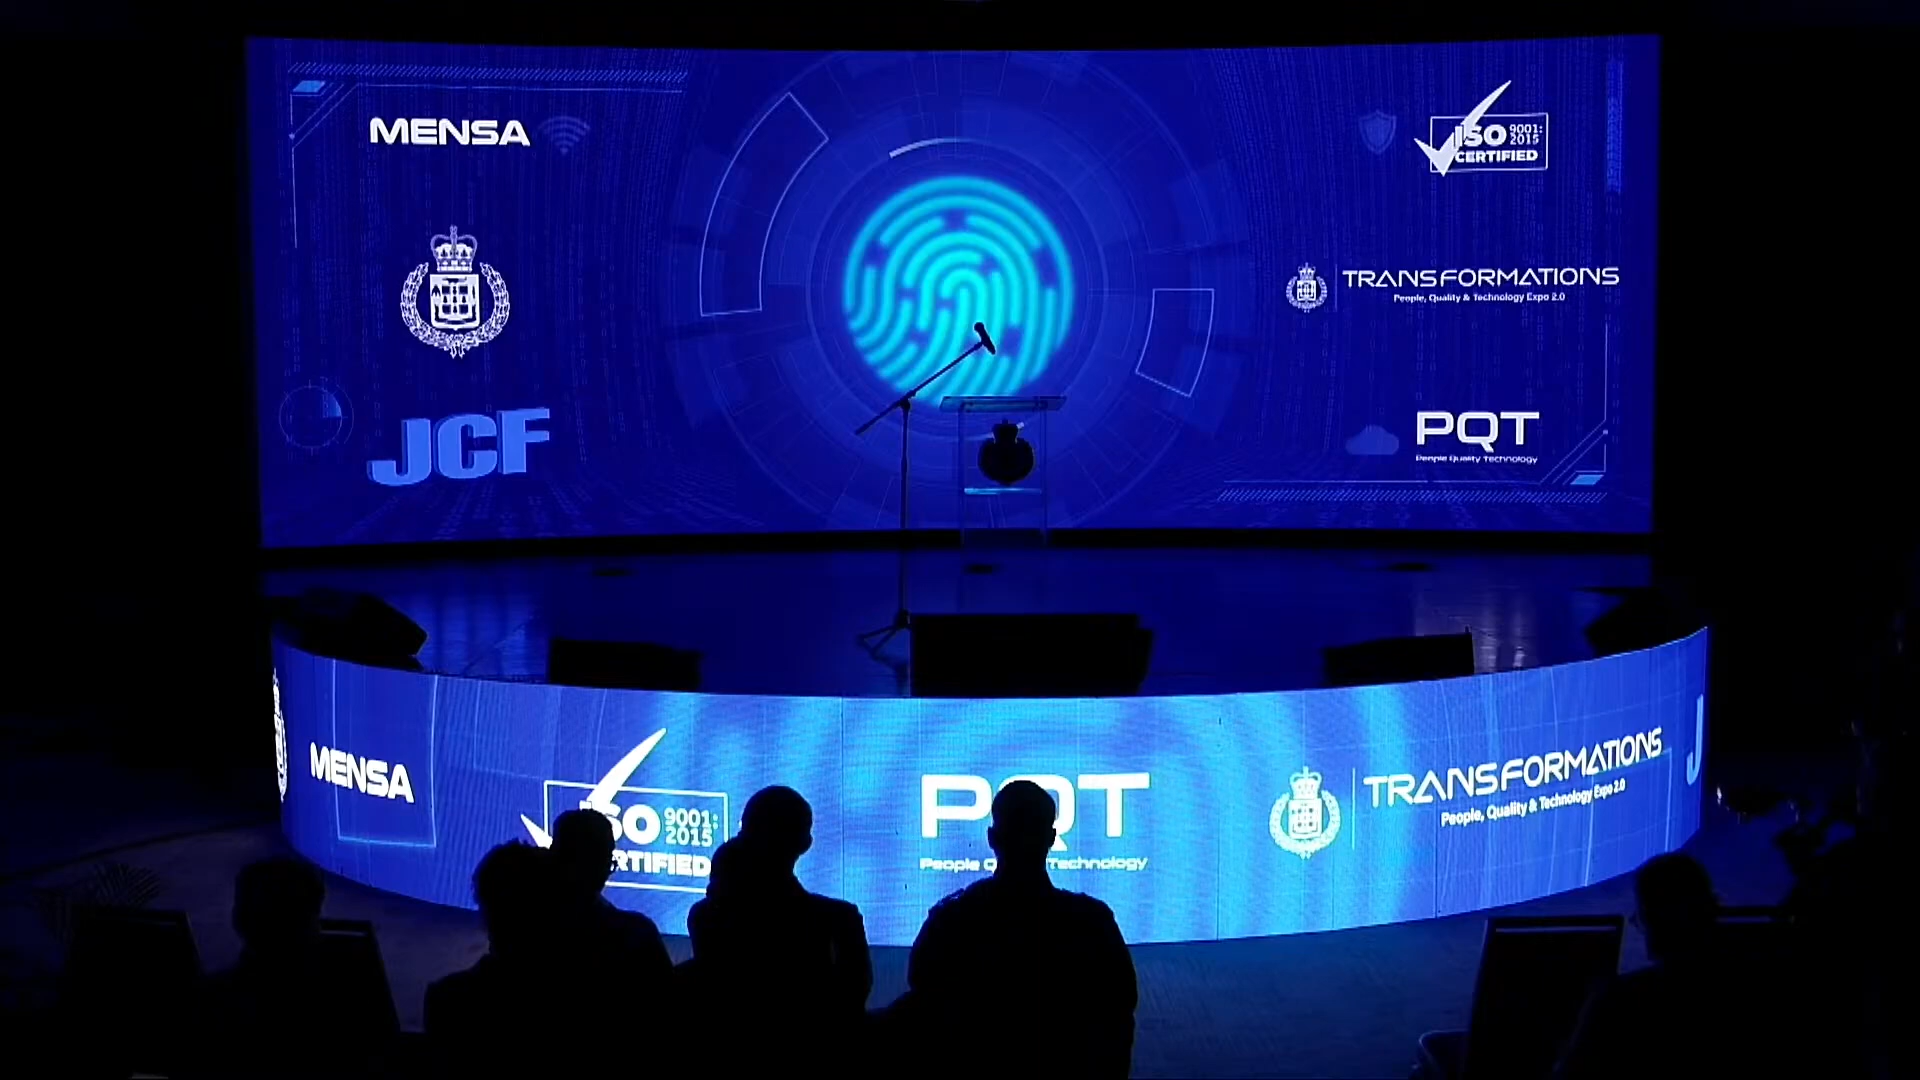 MENSA
ISO 9001:
2015
CERTIFIED
TRANSFORMATIONS
People, Quality & Technology Expo 2.0
JCF
PQT
People Quality Technology
MENSA
ISO 9001:
2015
RTIFIED
PQT
People Q Technology
TRANSFORMATIONS
People, Quality & Technology Expo 2.0
J